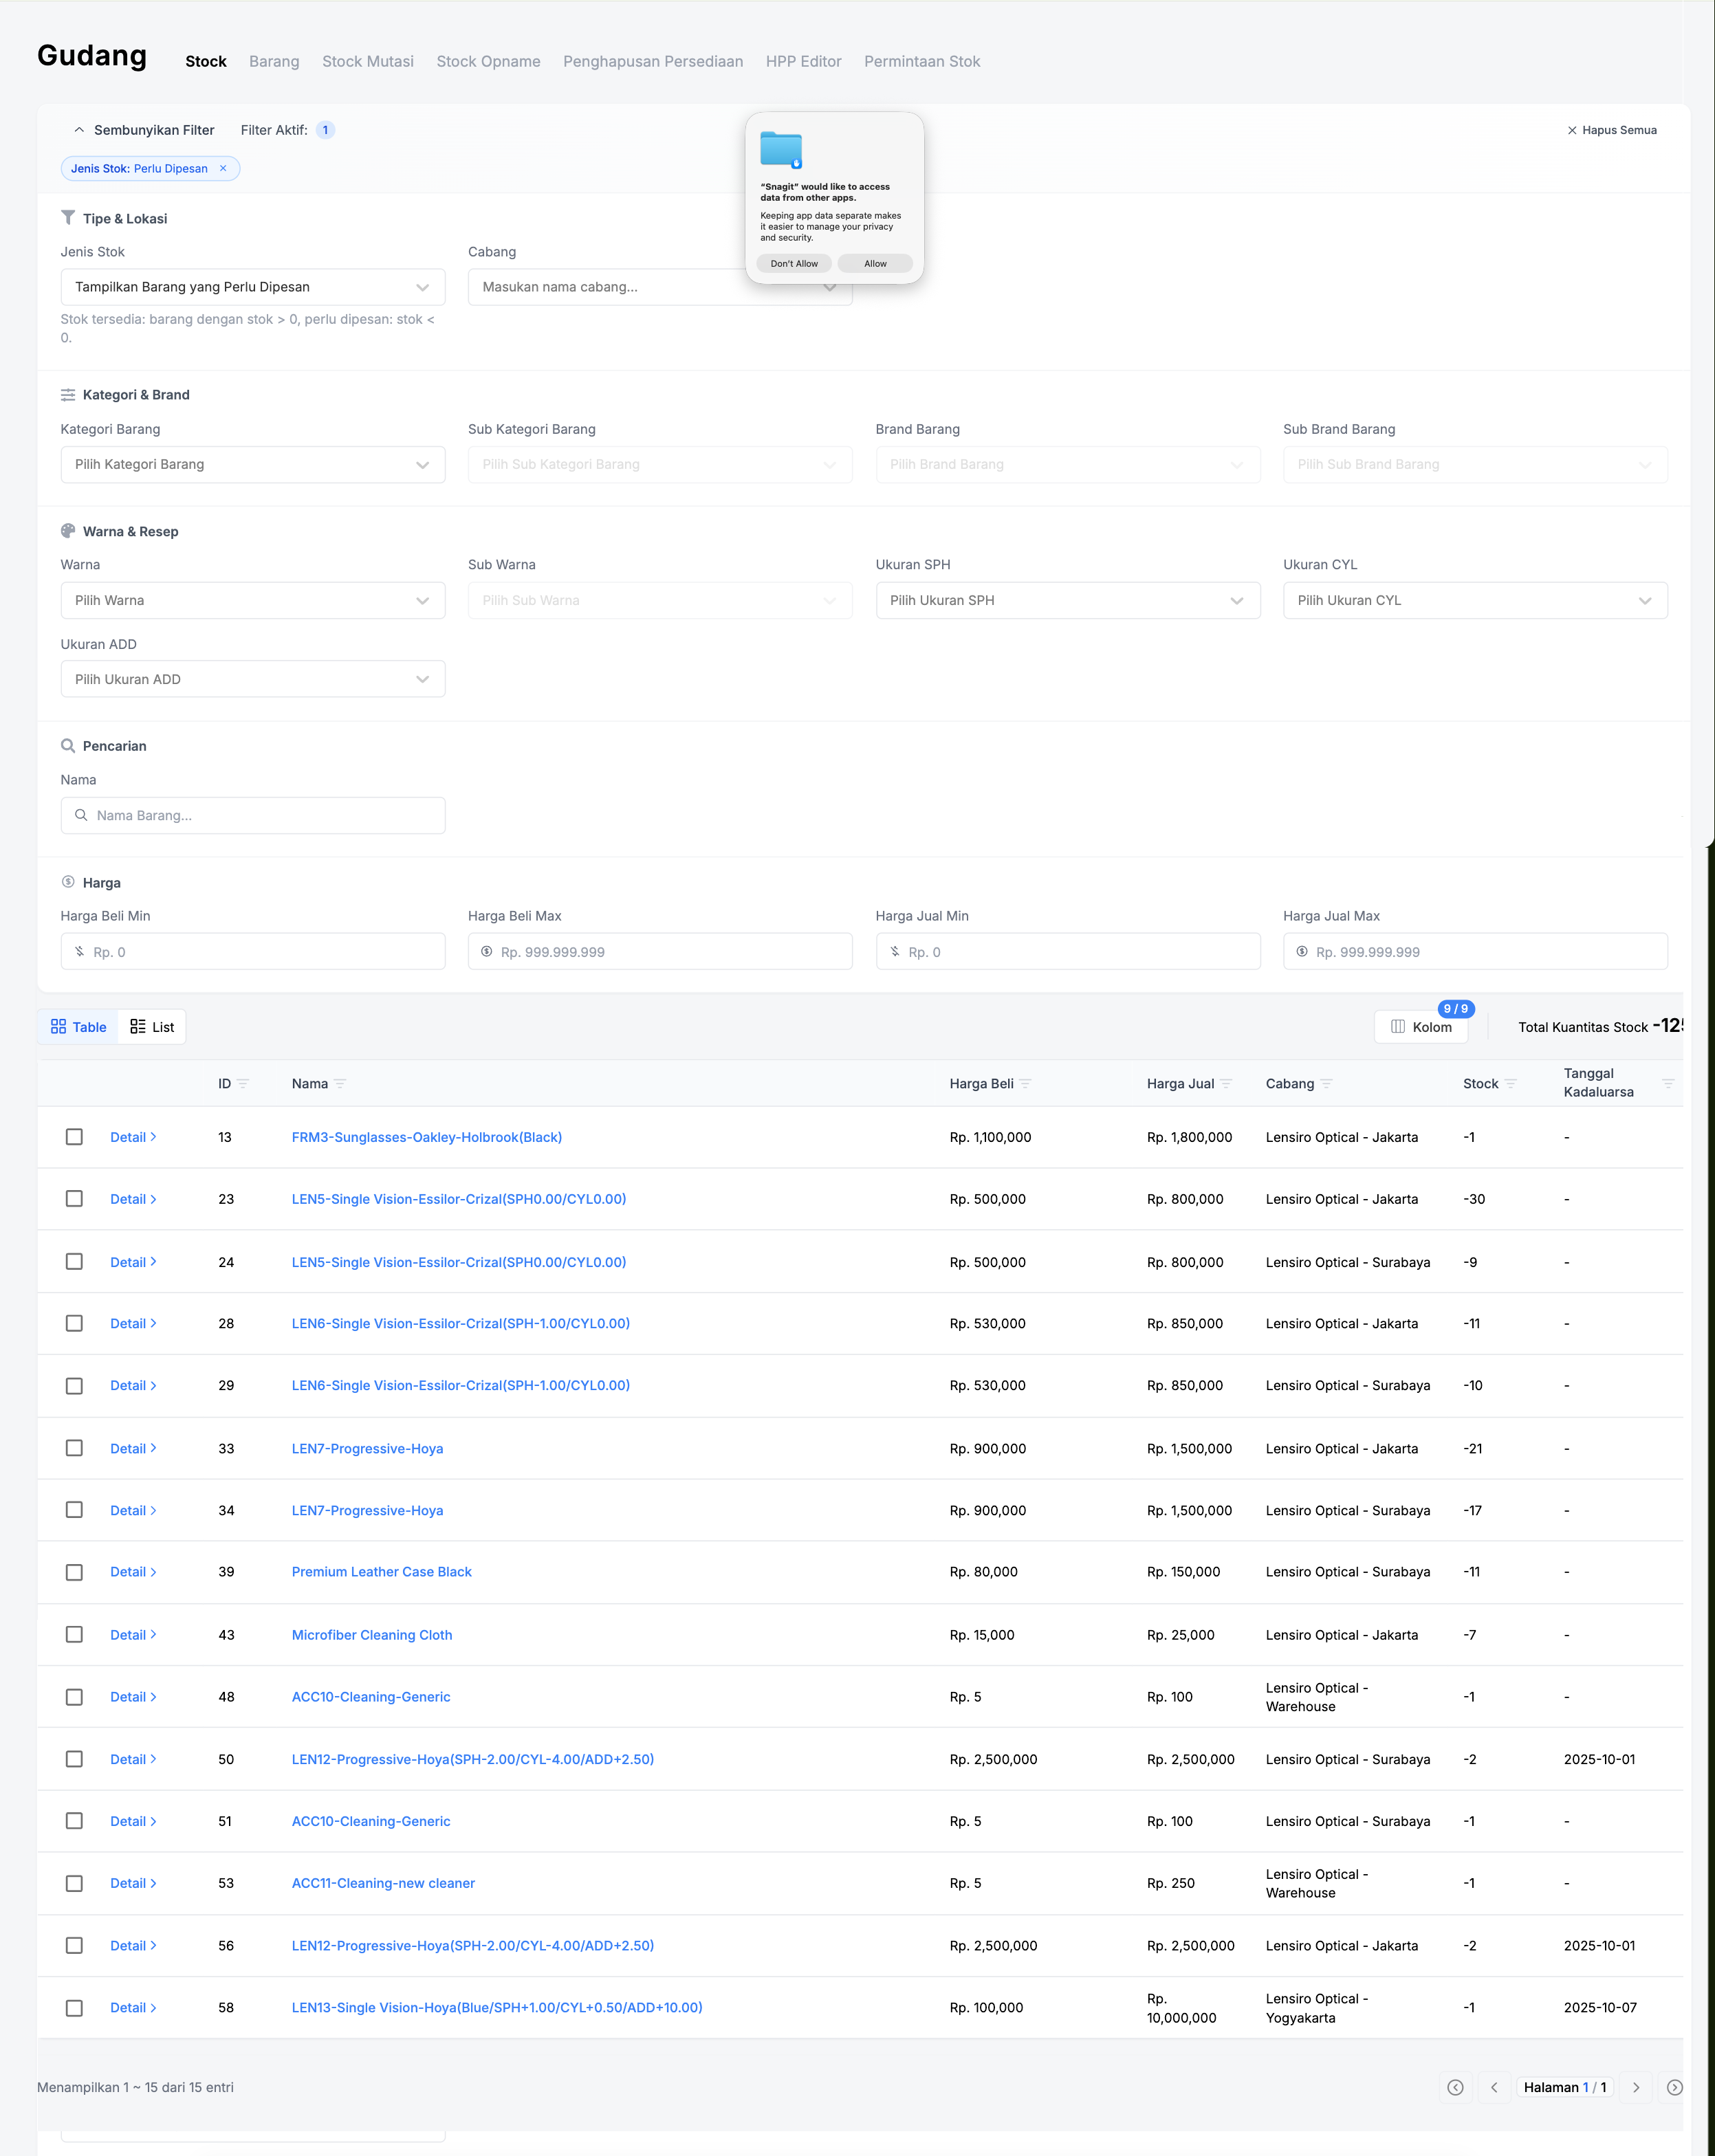 Gudang
Stock Barang Stock Mutasi Stock Opname Penghapusan Persediaan HPP Editor Permintaan Stok
Sembunyikan Filter Filter Aktif: 1
Hapus Semua
Jenis Stok: Perlu Dipesan ×
“Snagit” would like to access
data from other apps.
Keeping app data separate makes
it easier to manage your privacy
and security.
Don't Allow Allow
Tipe & Lokasi
Jenis Stok Cabang
Tampilkan Barang yang Perlu Dipesan Masukan nama cabang...
Stok tersedia: barang dengan stok > 0, perlu dipesan: stok <
0.
Kategori & Brand
Kategori Barang Sub Kategori Barang Brand Barang Sub Brand Barang
Pilih Kategori Barang Pilih Sub Kategori Barang Pilih Brand Barang Pilih Sub Brand Barang
Warna & Resep
Warna Sub Warna Ukuran SPH Ukuran CYL
Pilih Warna Pilih Sub Warna Pilih Ukuran SPH Pilih Ukuran CYL
Ukuran ADD
Pilih Ukuran ADD
Pencarian
Nama
Nama Barang...
Harga
Harga Beli Min Harga Beli Max Harga Jual Min Harga Jual Max
Rp. 0 Rp. 999.999.999 Rp. 0 Rp. 999.999.999
Table List Kolom 9 / 9 Total Kuantitas Stock -125
ID Nama Harga Beli Harga Jual Cabang Stock Tanggal
Kadaluarsa
Detail > 13 FRM3-Sunglasses-Oakley-Holbrook(Black) Rp. 1,100,000 Rp. 1,800,000 Lensiro Optical - Jakarta -1 -
Detail > 23 LEN5-Single Vision-Essilor-Crizal(SPH0.00/CYL0.00) Rp. 500,000 Rp. 800,000 Lensiro Optical - Jakarta -30 -
Detail > 24 LEN5-Single Vision-Essilor-Crizal(SPH0.00/CYL0.00) Rp. 500,000 Rp. 800,000 Lensiro Optical - Surabaya -9 -
Detail > 28 LEN6-Single Vision-Essilor-Crizal(SPH-1.00/CYL0.00) Rp. 530,000 Rp. 850,000 Lensiro Optical - Jakarta -11 -
Detail > 29 LEN6-Single Vision-Essilor-Crizal(SPH-1.00/CYL0.00) Rp. 530,000 Rp. 850,000 Lensiro Optical - Surabaya -10 -
Detail > 33 LEN7-Progressive-Hoya Rp. 900,000 Rp. 1,500,000 Lensiro Optical - Jakarta -21 -
Detail > 34 LEN7-Progressive-Hoya Rp. 900,000 Rp. 1,500,000 Lensiro Optical - Surabaya -17 -
Detail > 39 Premium Leather Case Black Rp. 80,000 Rp. 150,000 Lensiro Optical - Surabaya -11 -
Detail > 43 Microfiber Cleaning Cloth Rp. 15,000 Rp. 25,000 Lensiro Optical - Jakarta -7 -
Detail > 48 ACC10-Cleaning-Generic Rp. 5 Rp. 100 Lensiro Optical -
Warehouse -1 -
Detail > 50 LEN12-Progressive-Hoya(SPH-2.00/CYL-4.00/ADD+2.50) Rp. 2,500,000 Rp. 2,500,000 Lensiro Optical - Surabaya -2 2025-10-01
Detail > 51 ACC10-Cleaning-Generic Rp. 5 Rp. 100 Lensiro Optical - Surabaya -1 -
Detail > 53 ACC11-Cleaning-new cleaner Rp. 5 Rp. 250 Lensiro Optical -
Warehouse -1 -
Detail > 56 LEN12-Progressive-Hoya(SPH-2.00/CYL-4.00/ADD+2.50) Rp. 2,500,000 Rp. 2,500,000 Lensiro Optical - Jakarta -2 2025-10-01
Detail > 58 LEN13-Single Vision-Hoya(Blue/SPH+1.00/CYL+0.50/ADD+10.00) Rp. 100,000 Rp.
10,000,000 Lensiro Optical -
Yogyakarta -1 2025-10-07
Menampilkan 1 ~ 15 dari 15 entri Halaman 1 / 1